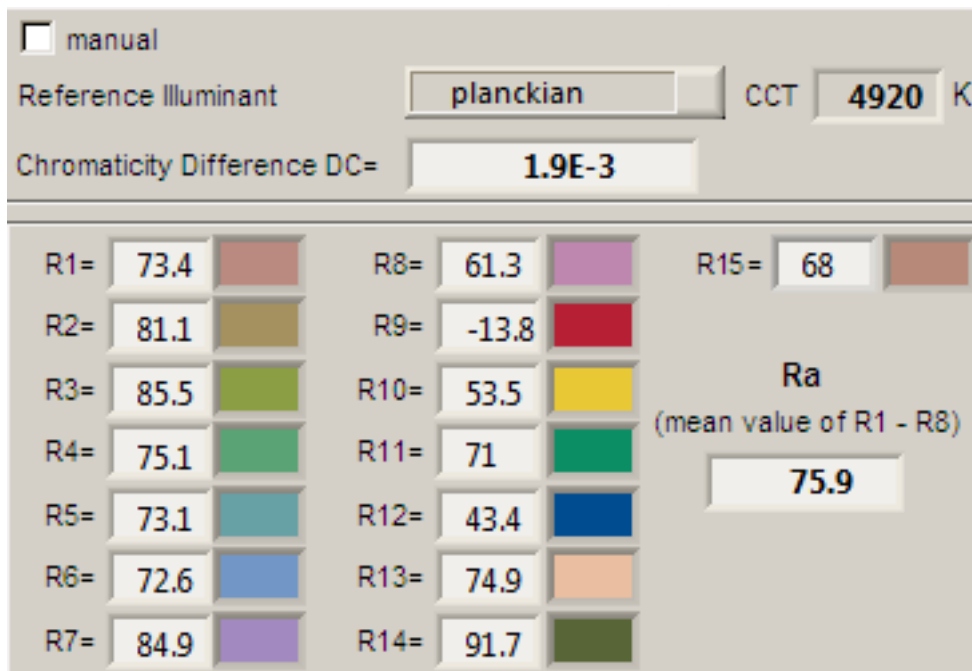 manual
Reference Illuminant planckian CCT 4920 K
Chromaticity Difference DC= 1.9E-3
R1= 73.4 R8= 61.3 R15= 68
R2= 81.1 R9= -13.8
R3= 85.5 R10= 53.5 Ra
(mean value of R1 - R8)
R4= 75.1 R11= 71
75.9
R5= 73.1 R12= 43.4
R6= 72.6 R13= 74.9
R7= 84.9 R14= 91.7